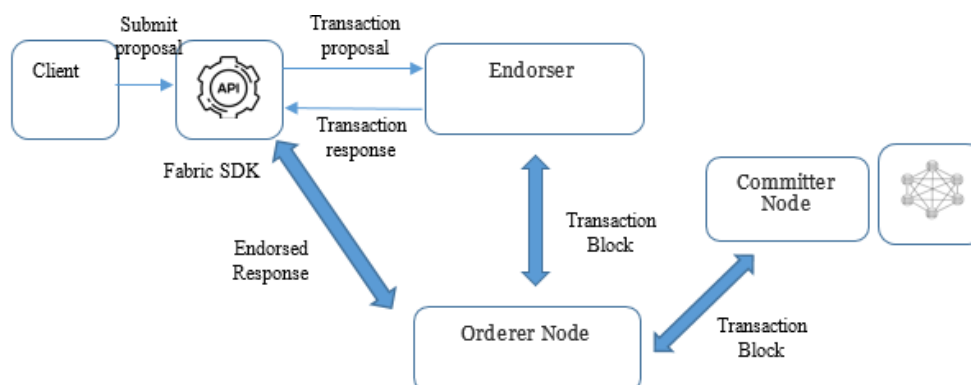 Submit
proposal
Client
API
Transaction
proposal
Endorser
Transaction
response
Fabric SDK
Committer
Node
Endorsed
Response
Transaction
Block
Orderer Node
Transaction
Block